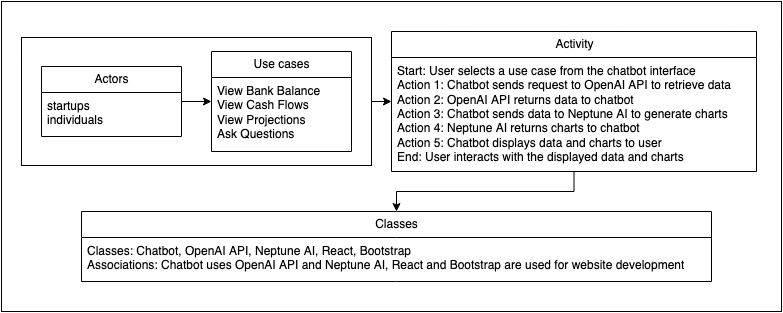 Actors
startups
individuals
Use cases
View Bank Balance
View Cash Flows
View Projections
Ask Questions
Activity
Start: User selects a use case from the chatbot interface
Action 1: Chatbot sends request to OpenAI API to retrieve data
Action 2: OpenAI API returns data to chatbot
Action 3: Chatbot sends data to Neptune AI to generate charts
Action 4: Neptune AI returns charts to chatbot
Action 5: Chatbot displays data and charts to user
End: User interacts with the displayed data and charts
Classes
Classes: Chatbot, OpenAI API, Neptune AI, React, Bootstrap
Associations: Chatbot uses OpenAI API and Neptune AI, React and Bootstrap are used for website development